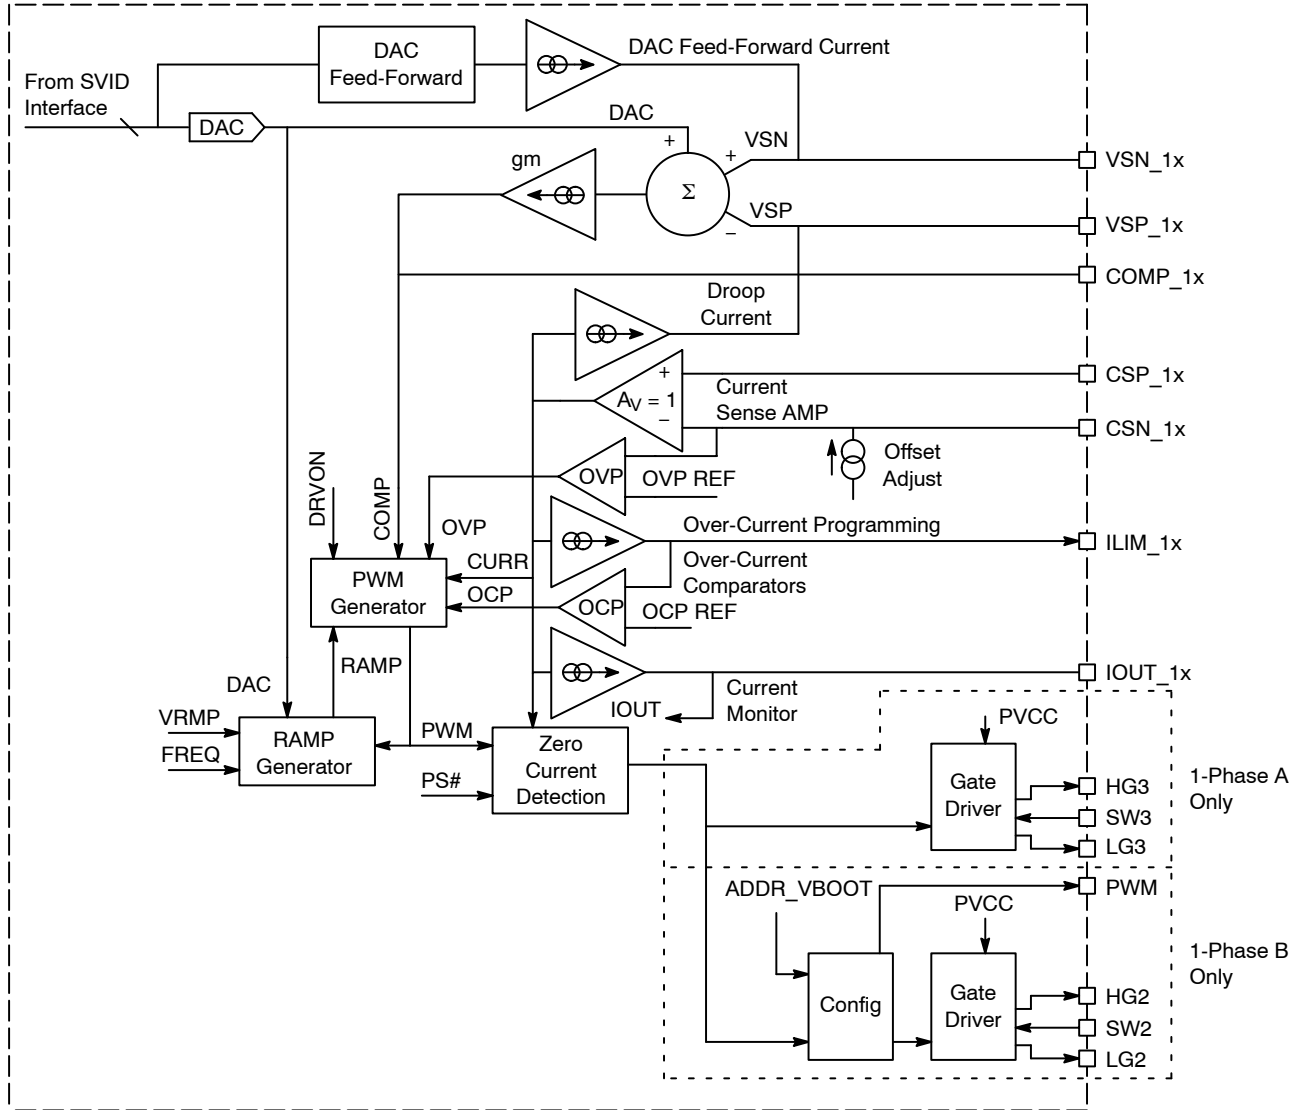 DAC
Feed-Forward
DAC Feed-Forward Current
From SVID
Interface
DAC
DAC
+
VSN
+
VSN_1x
gm
Σ
VSP
−
VSP_1x
COMP_1x
Droop
Current
CSP_1x
+
AV = 1
−
Current
Sense AMP
CSN_1x
Offset
Adjust
OVP
OVP REF
DRVON
COMP
OVP
Over-Current Programming
ILIM_1x
CURR
Over-Current
Comparators
PWM
Generator
OCP
OCP
OCP REF
RAMP
DAC
IOUT_1x
Current
Monitor
IOUT
VRMP
FREQ
RAMP
Generator
PWM
PS#
Zero
Current
Detection
PVCC
Gate
Driver
HG3
SW3
LG3
1-Phase A
Only
ADDR_VBOOT
PWM
PVCC
1-Phase B
Only
Config
Gate
Driver
HG2
SW2
LG2